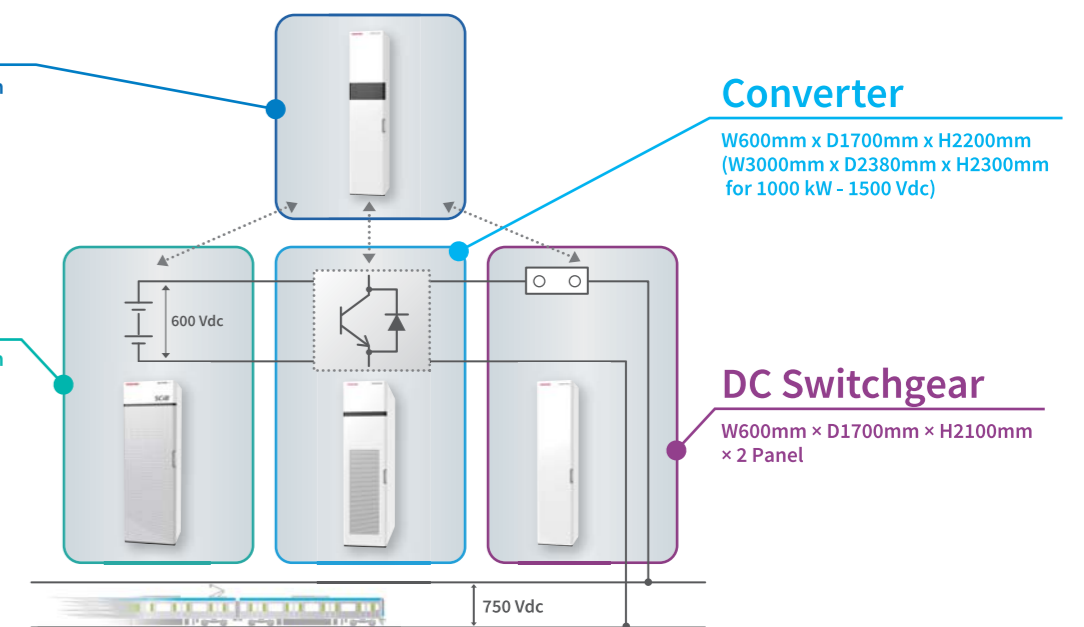 Converter
W600mm x D1700mm x H2200mm
(W3000mm x D2380mm x H2300mm
for 1000 kW - 1500 Vdc)
600 Vdc
SCiB
DC Switchgear
W600mm × D1700mm × H2100mm
× 2 Panel
750 Vdc